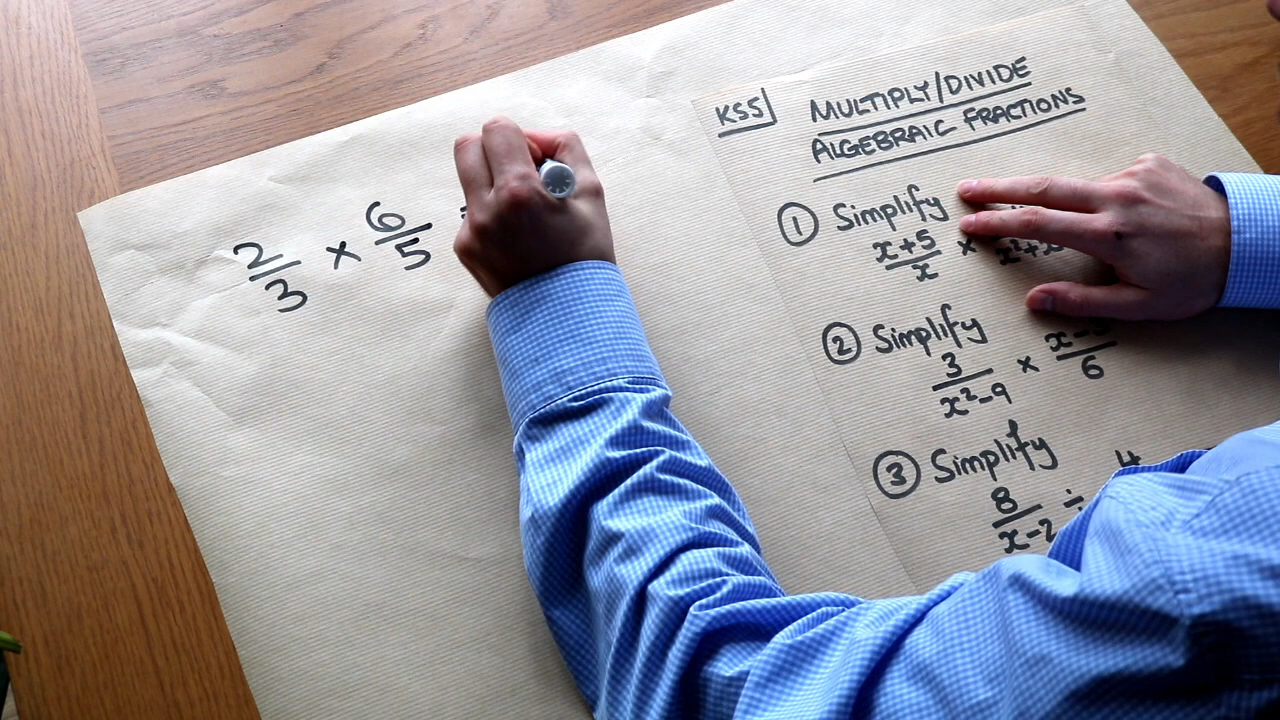 2/3 × 6/5
KS5
MULTIPLY/DIVIDE
ALGEBRAIC FRACTIONS
① Simplify
x+5/x ×
② Simplify
3/x²-9 × x-3/6
③ Simplify
8/x-2 ÷ 4